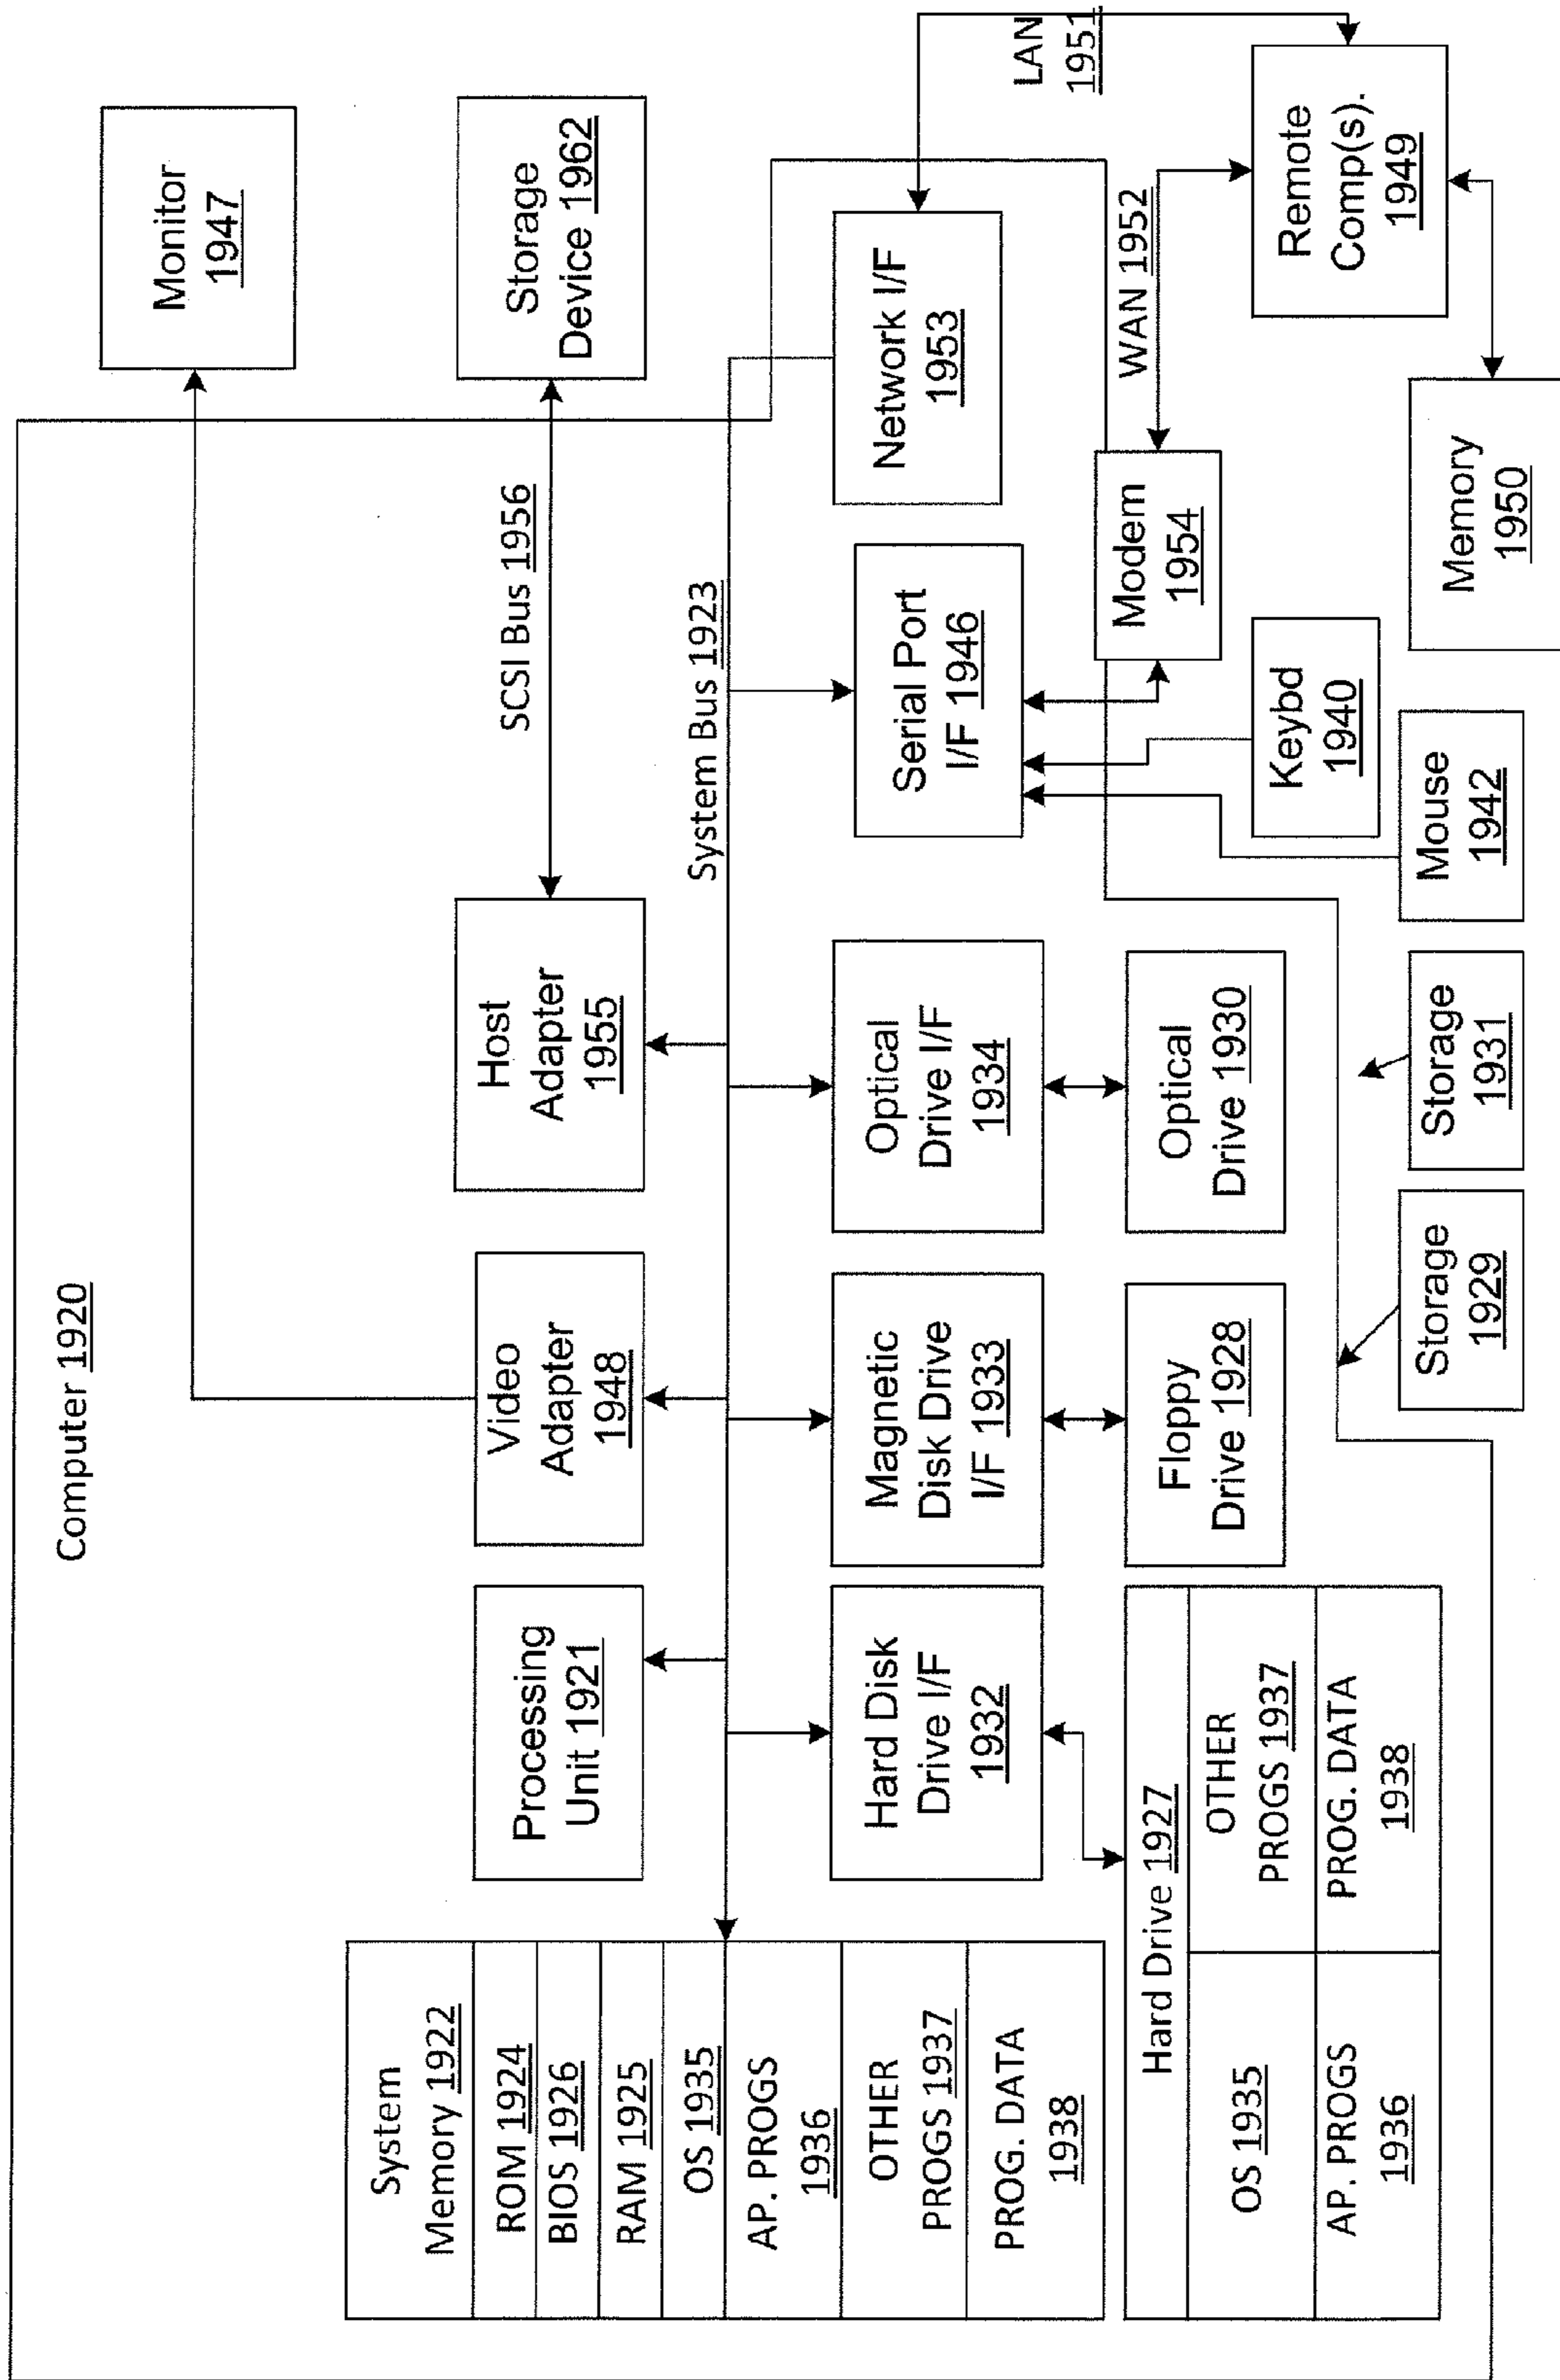 Computer 1920
Monitor
1947
Storage
Device 1962
SCSI Bus 1956
Processing
Unit 1921
Video
Adapter
1948
Host
Adapter
1955
System Bus 1923
System
Memory 1922
ROM 1924
BIOS 1926
RAM 1925
OS 1935
AP. PROGS
1936
OTHER
PROGS 1937
PROG. DATA
1938
Hard Disk
Drive I/F
1932
Magnetic
Disk Drive
I/F 1933
Optical
Drive I/F
1934
Serial Port
I/F 1946
Network I/F
1953
LAN
1951
Hard Drive 1927
OS 1935
OTHER
PROGS 1937
AP. PROGS
1936
PROG. DATA
1938
Floppy
Drive 1928
Optical
Drive 1930
Modem
1954
WAN 1952
Remote
Comp(s).
1949
Keybd
1940
Storage
1929
Storage
1931
Mouse
1942
Memory
1950